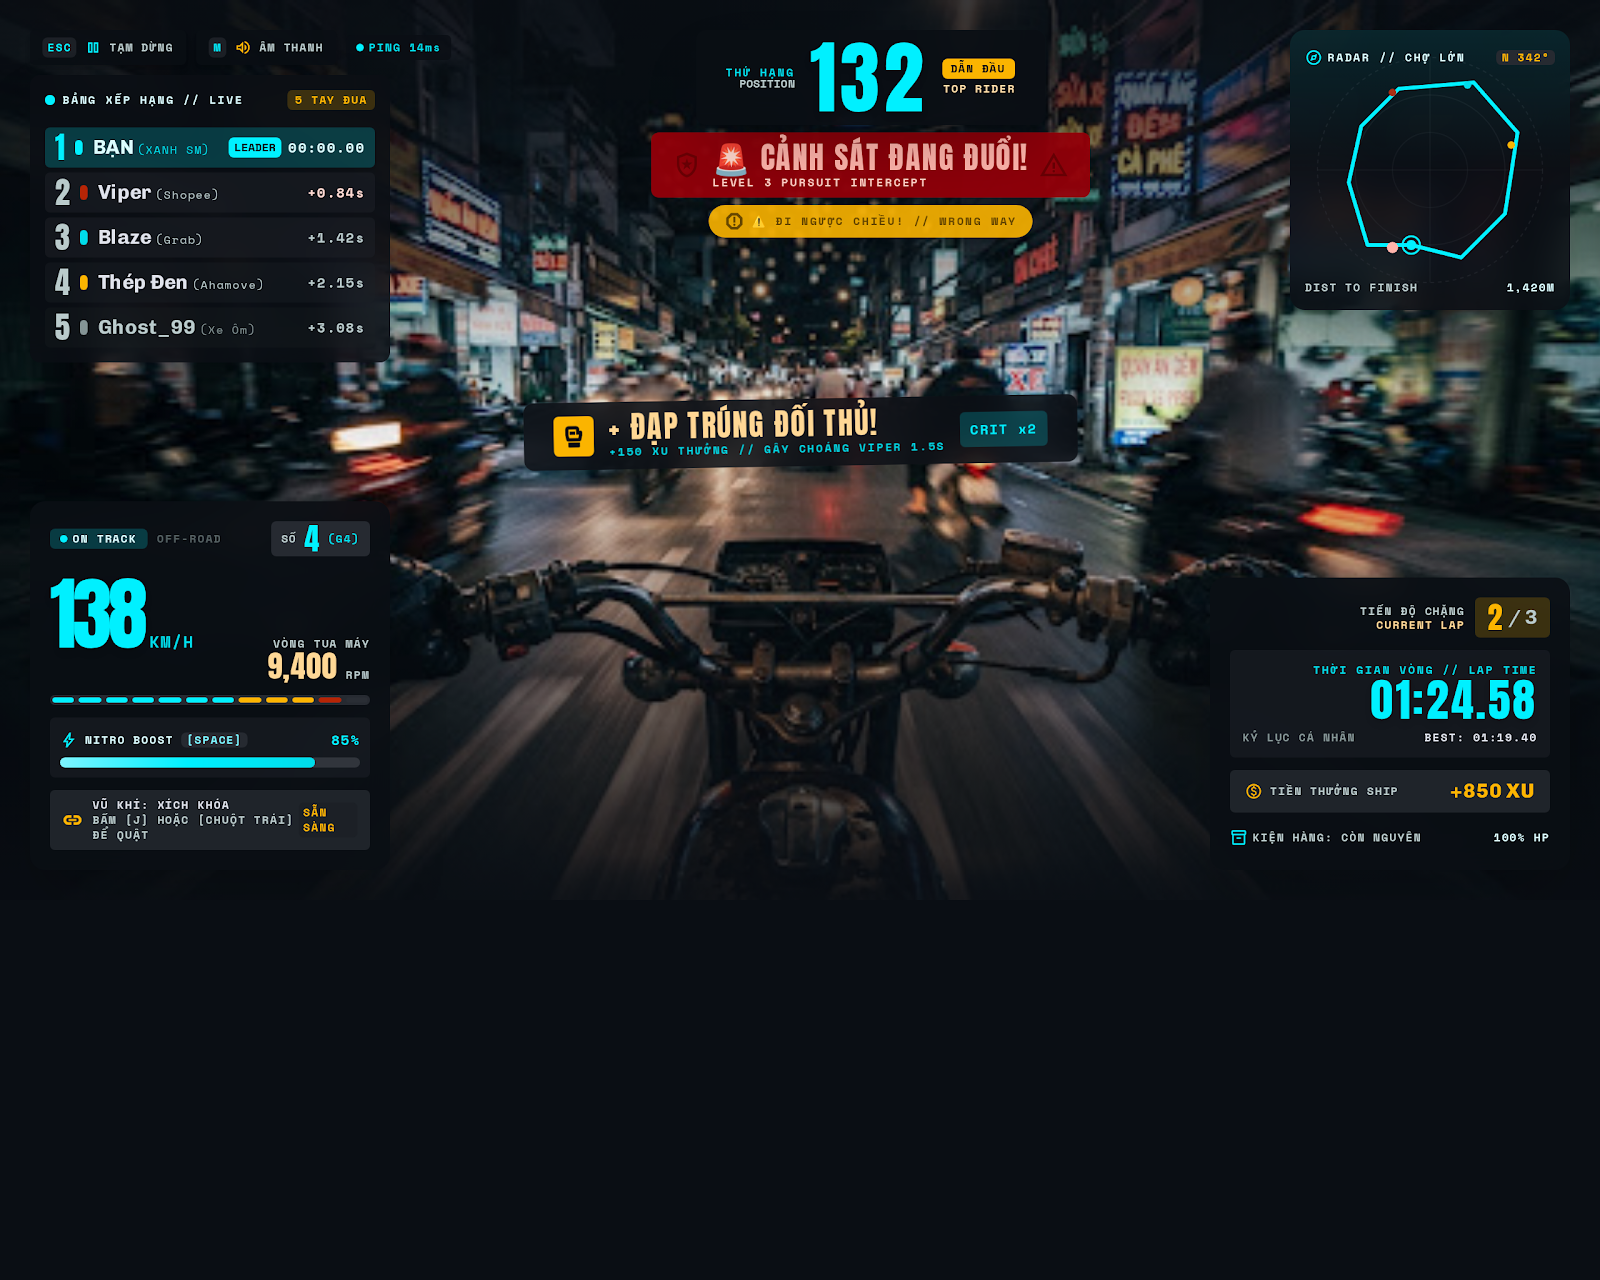 ESC TẠM DỪNG M ÂM THANH PING 14ms
BẢNG XẾP HẠNG // LIVE 5 TAY ĐUA
1 BẠN (XANH SM) LEADER 00:00.00
2 Viper (Shopee) +0.84s
3 Blaze (Grab) +1.42s
4 Thép Đen (Ahamove) +2.15s
5 Ghost_99 (Xe Ôm) +3.08s
THỨ HẠNG
POSITION
132
DẪN ĐẦU
TOP RIDER
🚨 CẢNH SÁT ĐANG ĐUỔI!
LEVEL 3 PURSUIT INTERCEPT
⚠️ ĐI NGƯỢC CHIỀU! // WRONG WAY
RADAR // CHỢ LỚN N 342°
DIST TO FINISH 1,420M
QUÁN ĂN
ĐÊM
CÀ PHÊ
QUÁN ĂN ĐÊM
+ ĐẠP TRÚNG ĐỐI THỦ!
+150 XU THƯỞNG // GÂY CHOÁNG VIPER 1.5S
CRIT x2
ON TRACK OFF-ROAD SỐ 4 (G4)
138 KM/H
VÒNG TUA MÁY
9,400 RPM
NITRO BOOST [SPACE] 85%
VŨ KHÍ: XÍCH KHÓA
BẤM [J] HOẶC [CHUỘT TRÁI]
ĐỂ QUẬT
SẴN
SÀNG
TIẾN ĐỘ CHẶNG
CURRENT LAP
2 / 3
THỜI GIAN VÒNG // LAP TIME
01:24.58
KỶ LỤC CÁ NHÂN BEST: 01:19.40
TIỀN THƯỞNG SHIP +850 XU
KIỆN HÀNG: CÒN NGUYÊN 100% HP